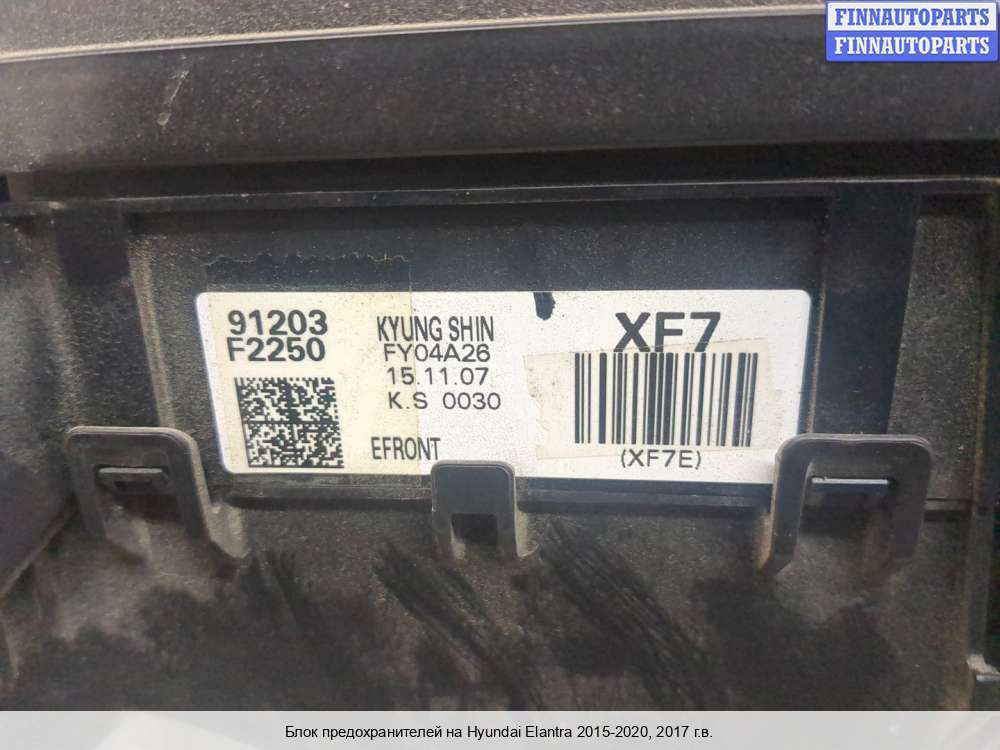 FINNAUTOPARTS
FINNAUTOPARTS
91203
F2250
KYUNG SHIN
FY04A26
15.11.07
K.S 0030
EFRONT
XF7
(XF7E)
Блок предохранителей на Hyundai Elantra 2015-2020, 2017 г.в.